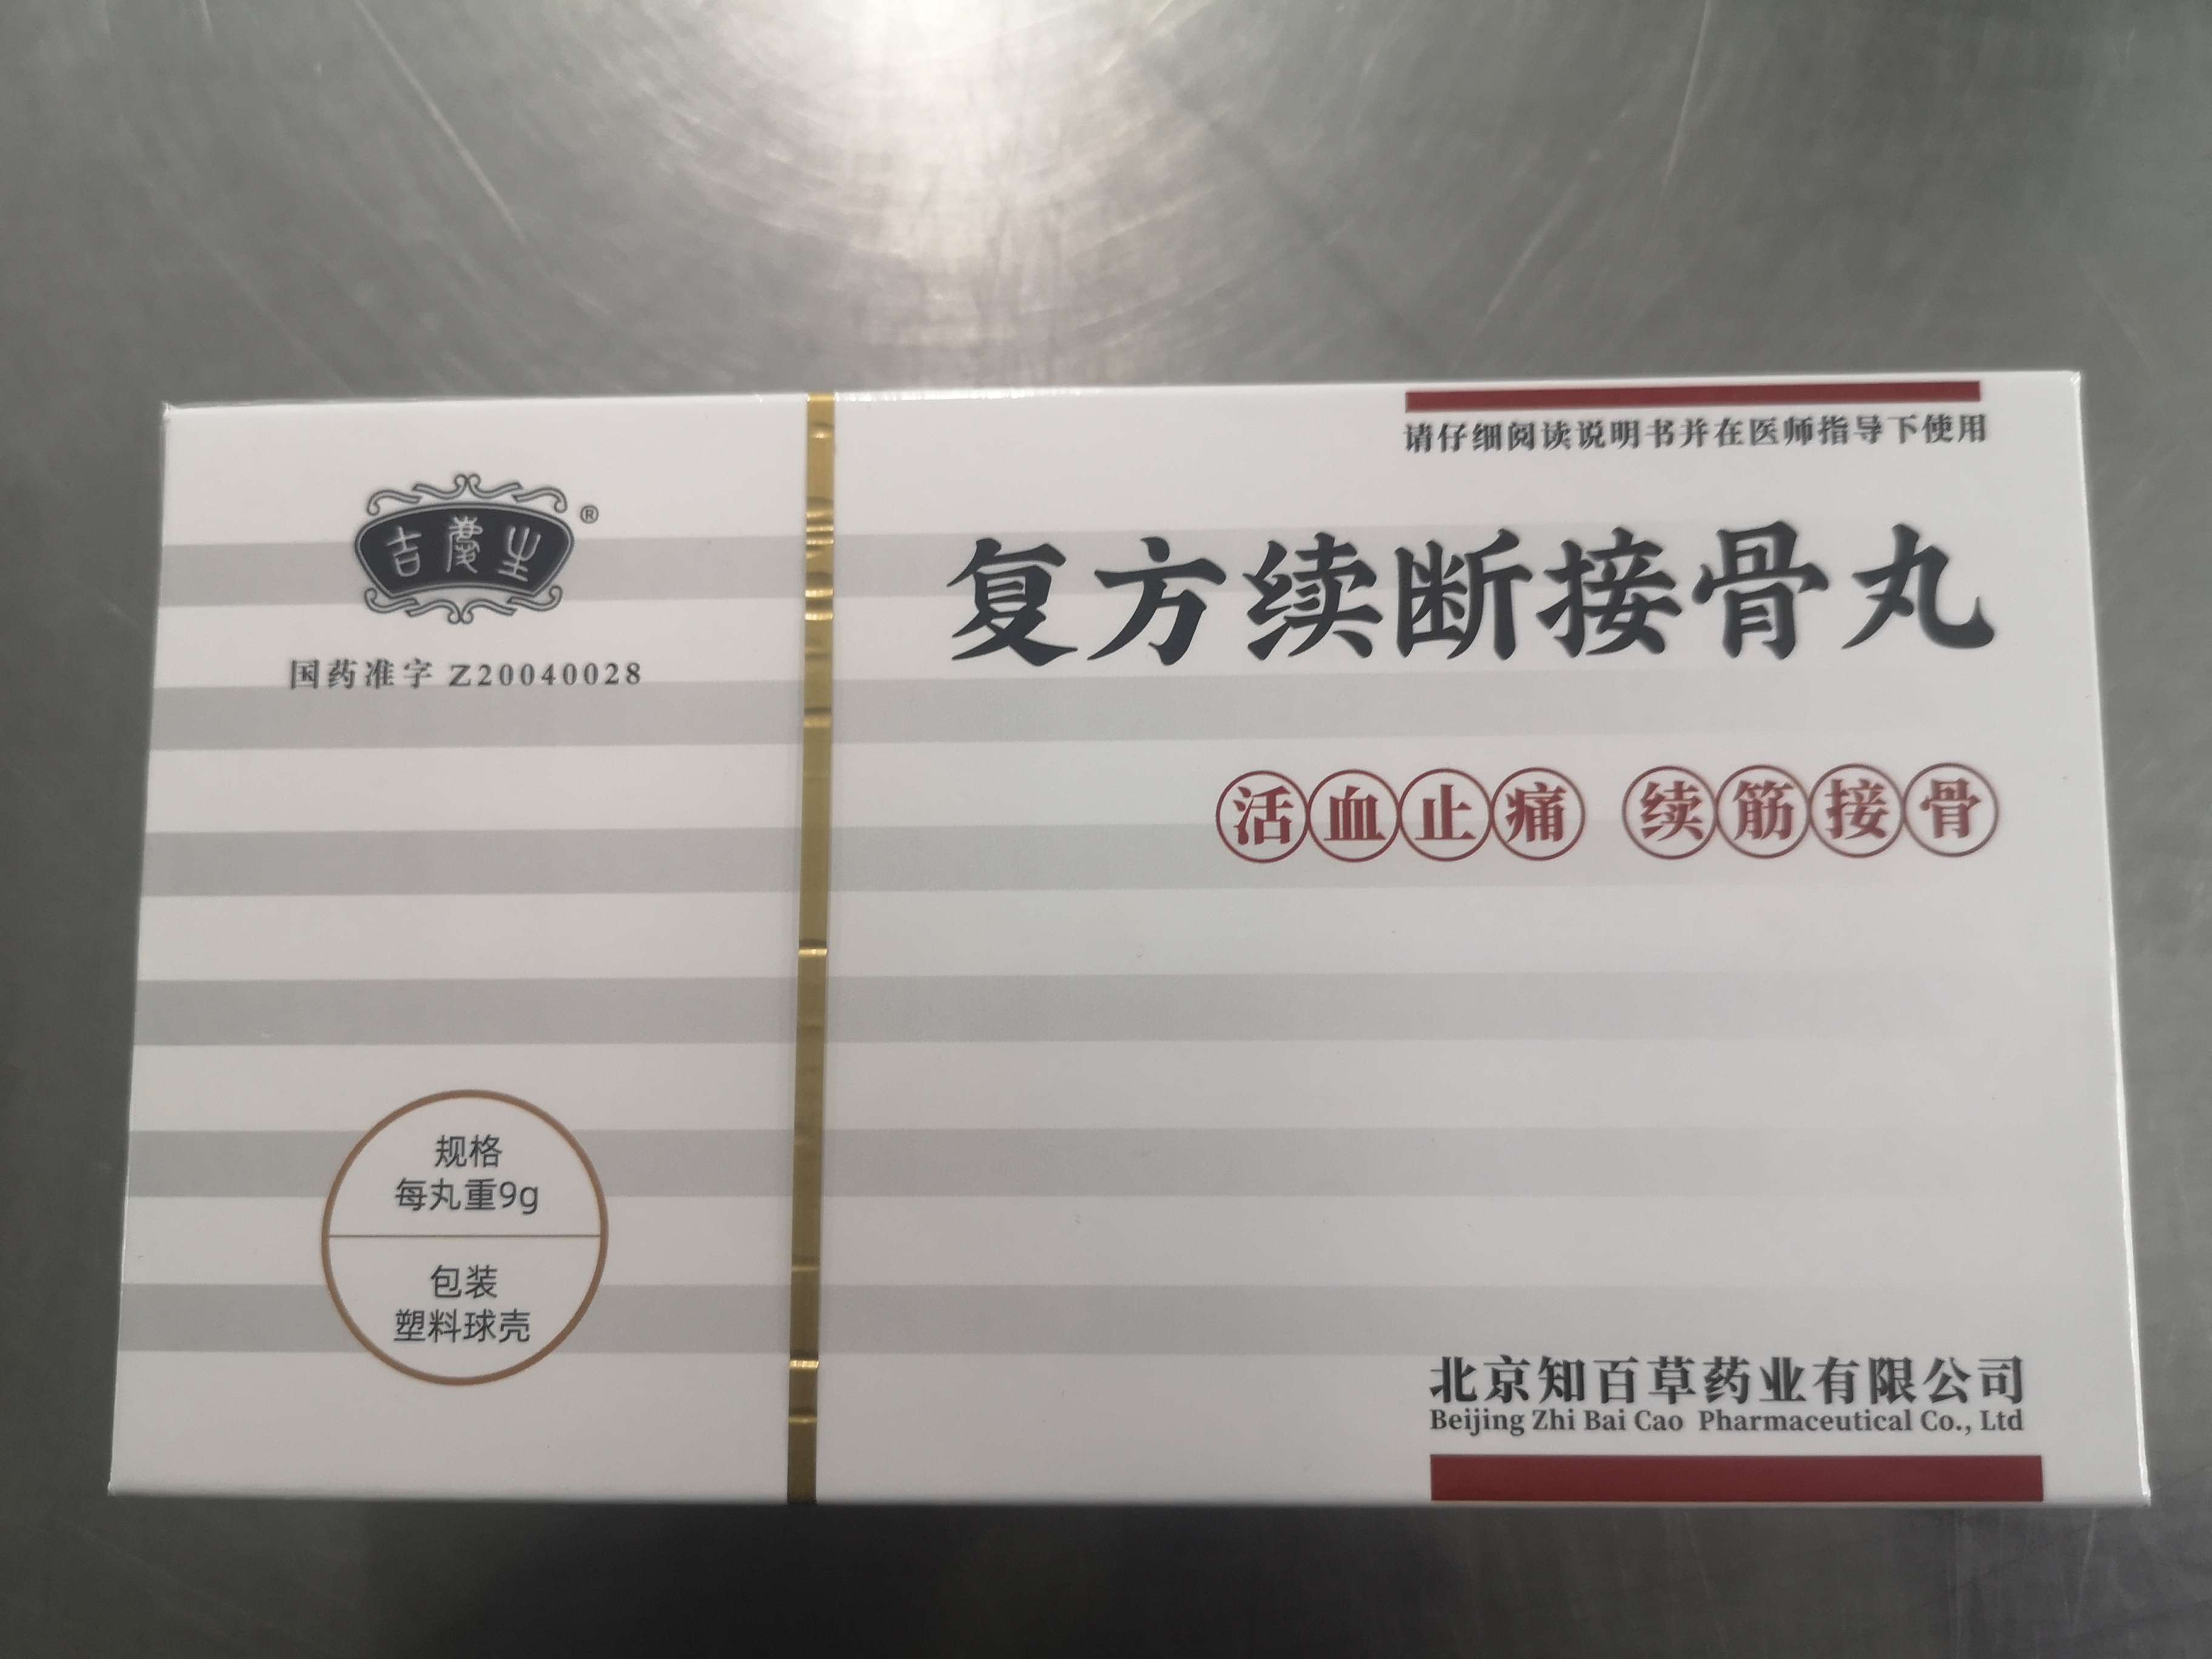 请仔细阅读说明书并在医师指导下使用
吉庆生®
国药准字 Z20040028
复方续断接骨丸
活血止痛 续筋接骨
规格
每丸重9g
包装
塑料球壳
北京知百草药业有限公司
Beijing Zhi Bai Cao Pharmaceutical Co., Ltd